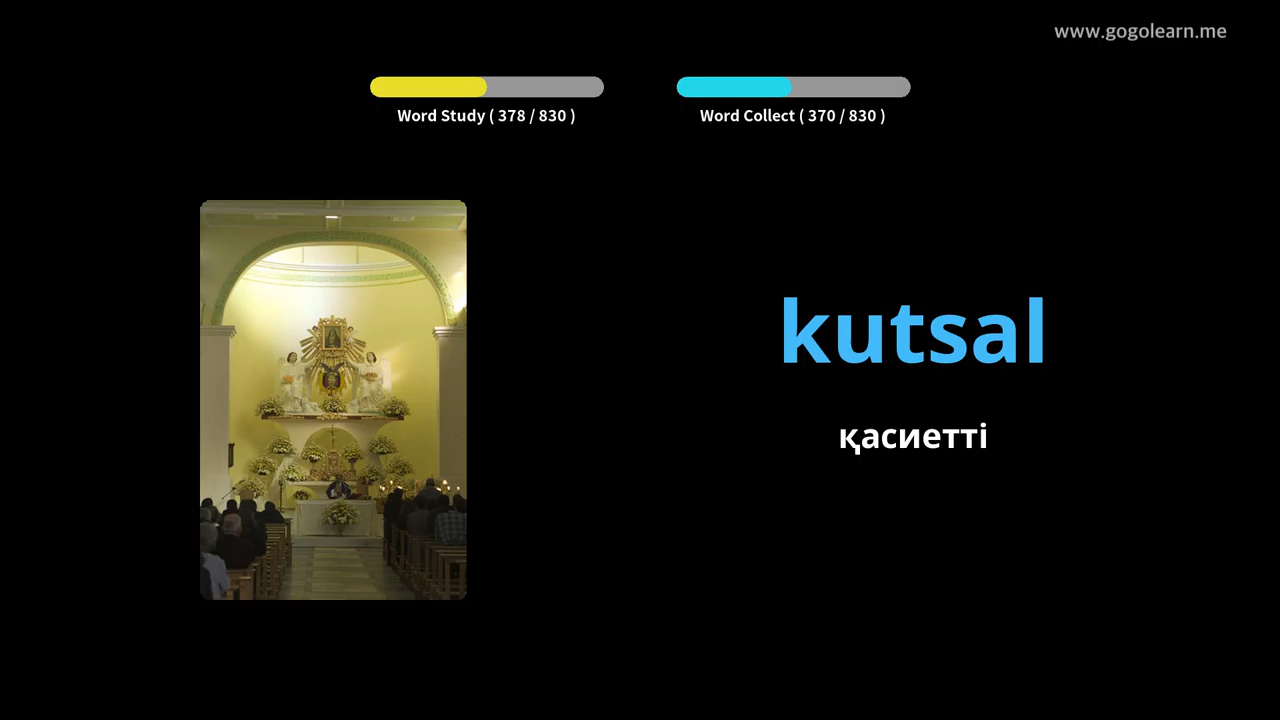 www.gogolearn.me
Word Study ( 378 / 830 )
Word Collect ( 370 / 830 )
kutsal
қасиетті